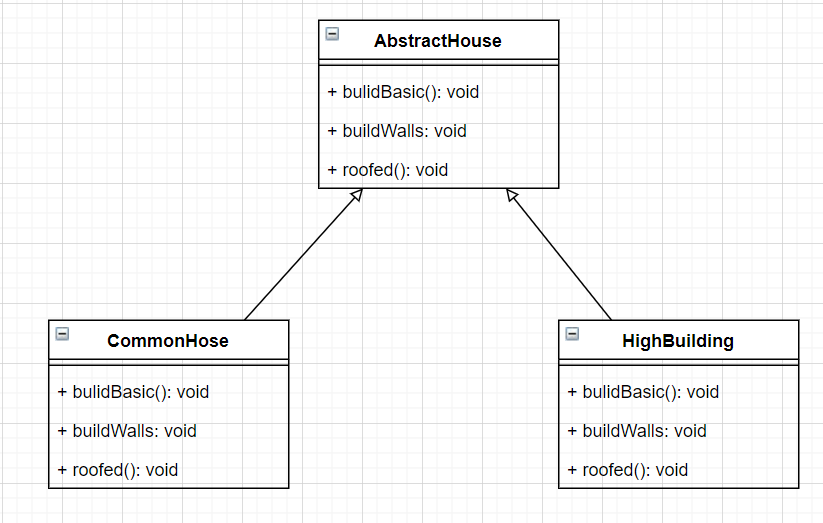 AbstractHouse
+ bulidBasic(): void
+ buildWalls: void
+ roofed(): void
CommonHose
+ bulidBasic(): void
+ buildWalls: void
+ roofed(): void
HighBuilding
+ bulidBasic(): void
+ buildWalls: void
+ roofed(): void